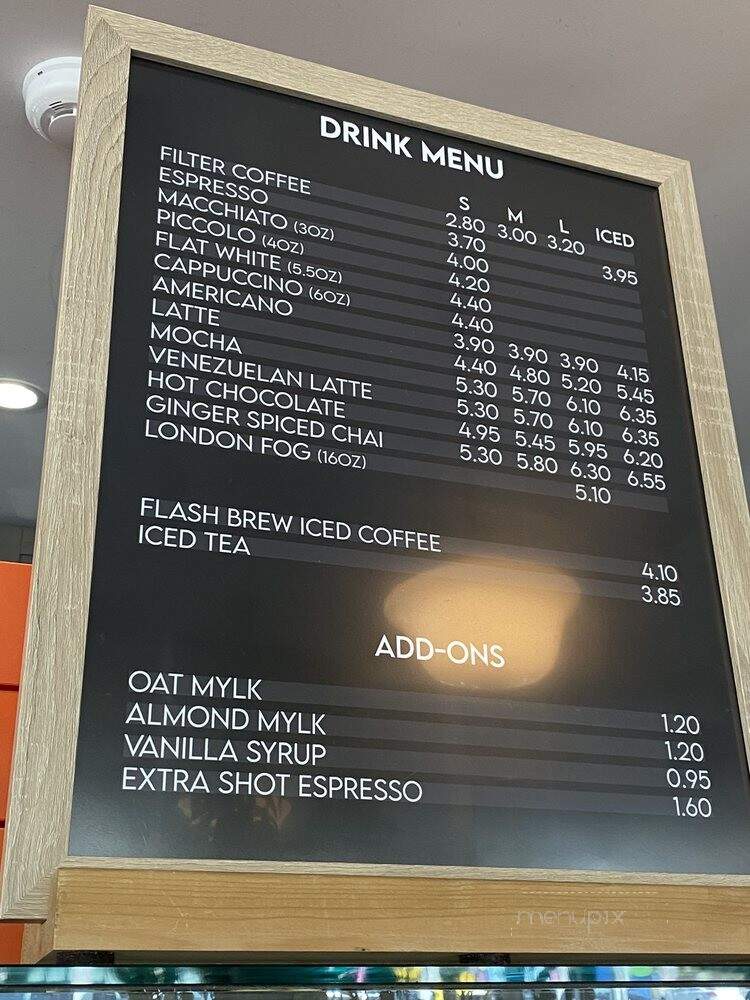 DRINK MENU
S M L ICED
FILTER COFFEE 2.80 3.00 3.20
ESPRESSO 3.70 3.95
MACCHIATO (3OZ) 4.00
PICCOLO (4OZ) 4.20
FLAT WHITE (5.5OZ) 4.40
CAPPUCCINO (6OZ) 4.40
AMERICANO 3.90 3.90 3.90 4.15
LATTE 4.40 4.80 5.20 5.45
MOCHA 5.30 5.70 6.10 6.35
VENEZUELAN LATTE 5.30 5.70 6.10 6.35
HOT CHOCOLATE 4.95 5.45 5.95 6.20
GINGER SPICED CHAI 5.30 5.80 6.30 6.55
LONDON FOG (16OZ) 5.10
FLASH BREW ICED COFFEE 4.10
ICED TEA 3.85
ADD-ONS
OAT MYLK 1.20
ALMOND MYLK 1.20
VANILLA SYRUP 0.95
EXTRA SHOT ESPRESSO 1.60
menupix